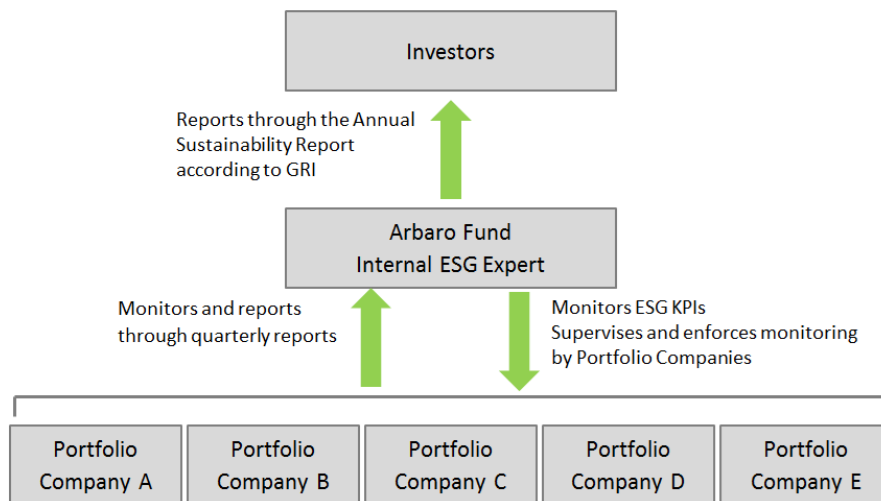 Investors
Reports through the Annual
Sustainability Report
according to GRI
Arbaro Fund
Internal ESG Expert
Monitors and reports
through quarterly reports
Monitors ESG KPIs
Supervises and enforces monitoring
by Portfolio Companies
Portfolio
Company A
Portfolio
Company B
Portfolio
Company C
Portfolio
Company D
Portfolio
Company E